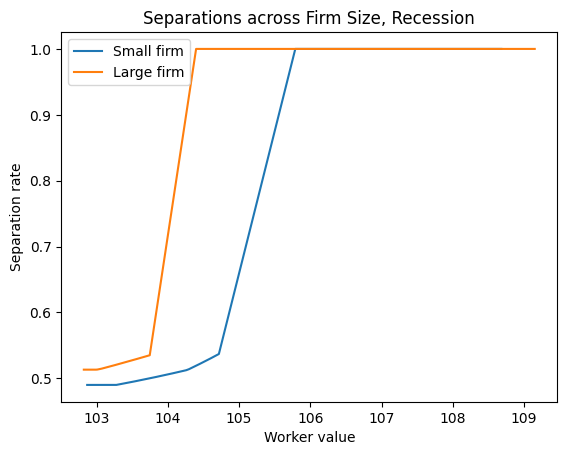 Separations across Firm Size, Recession
Small firm
Large firm
1.0
0.9
0.8
0.7
0.6
0.5
Separation rate
103 104 105 106 107 108 109
Worker value